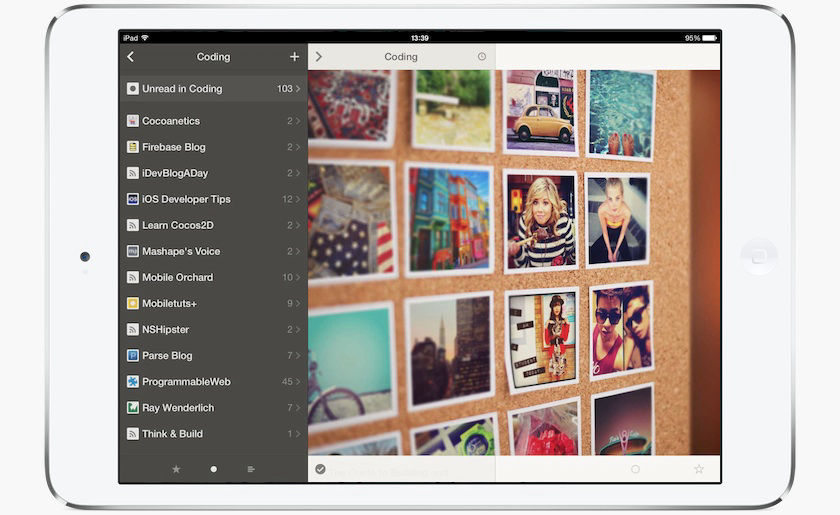 iPad 13:39 95%
Coding +
Unread in Coding 103
Cocoanetics 2
Firebase Blog 2
iDevBlogADay 2
iOS Developer Tips 12
Learn Cocos2D 2
Mashape's Voice 2
Mobile Orchard 10
Mobiletuts+ 9
NSHipster 2
Parse Blog 7
ProgrammableWeb 45
Ray Wenderlich 7
Think & Build 1
Coding